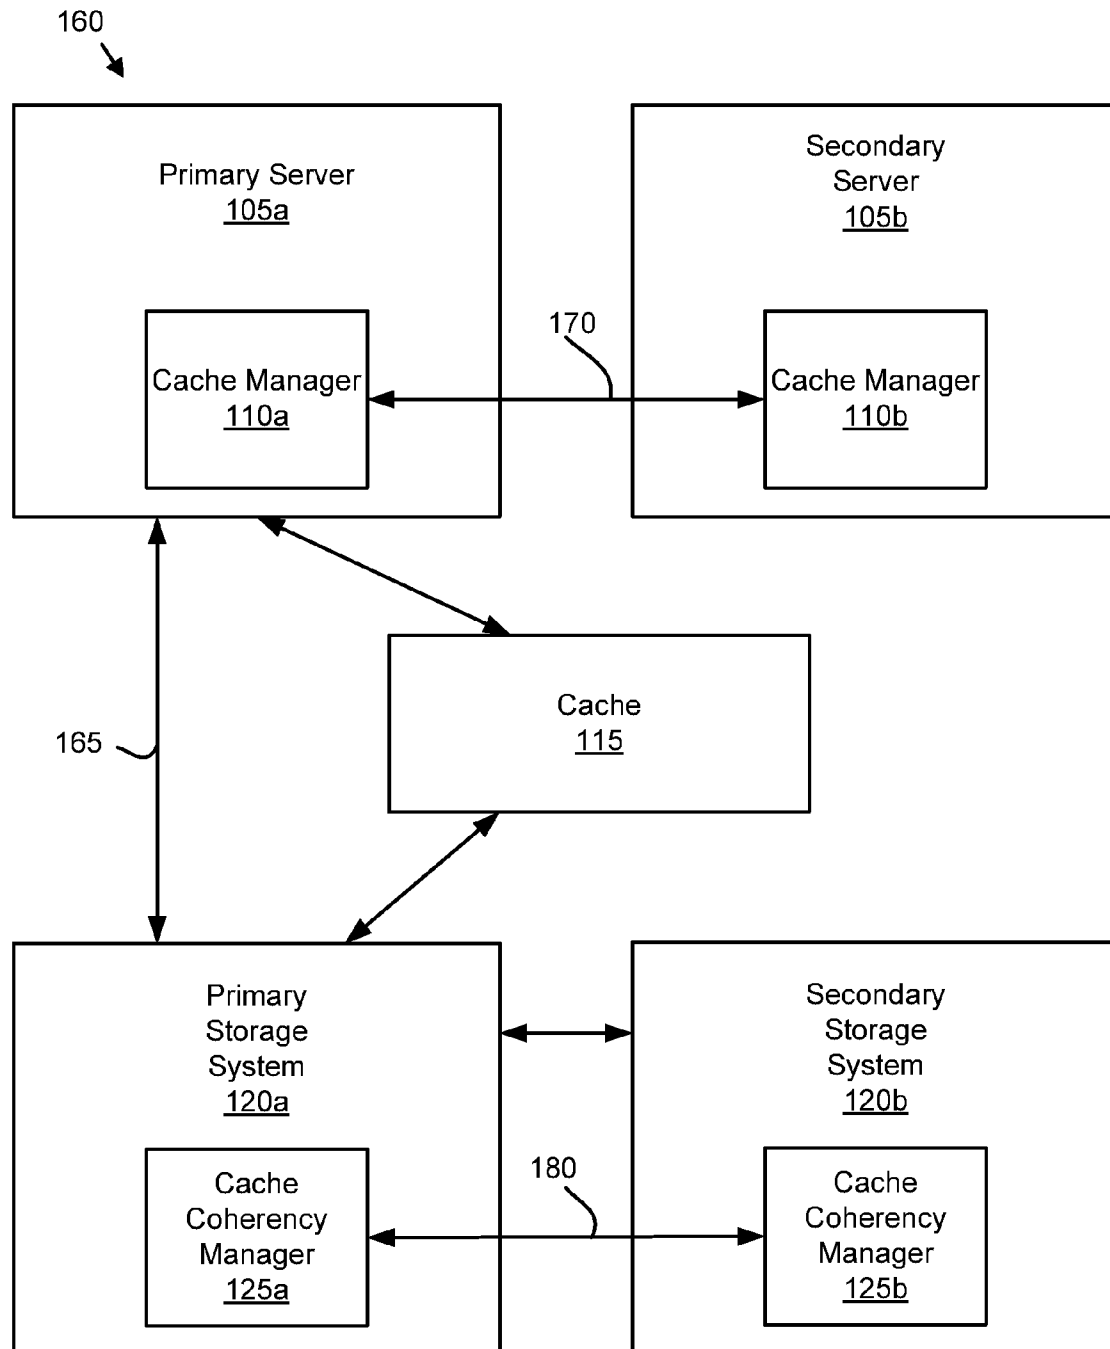 160
Primary Server
105a
Secondary
Server
105b
170
Cache Manager
110a
Cache Manager
110b
Cache
115
165
Primary
Storage
System
120a
Secondary
Storage
System
120b
180
Cache
Coherency
Manager
125a
Cache
Coherency
Manager
125b